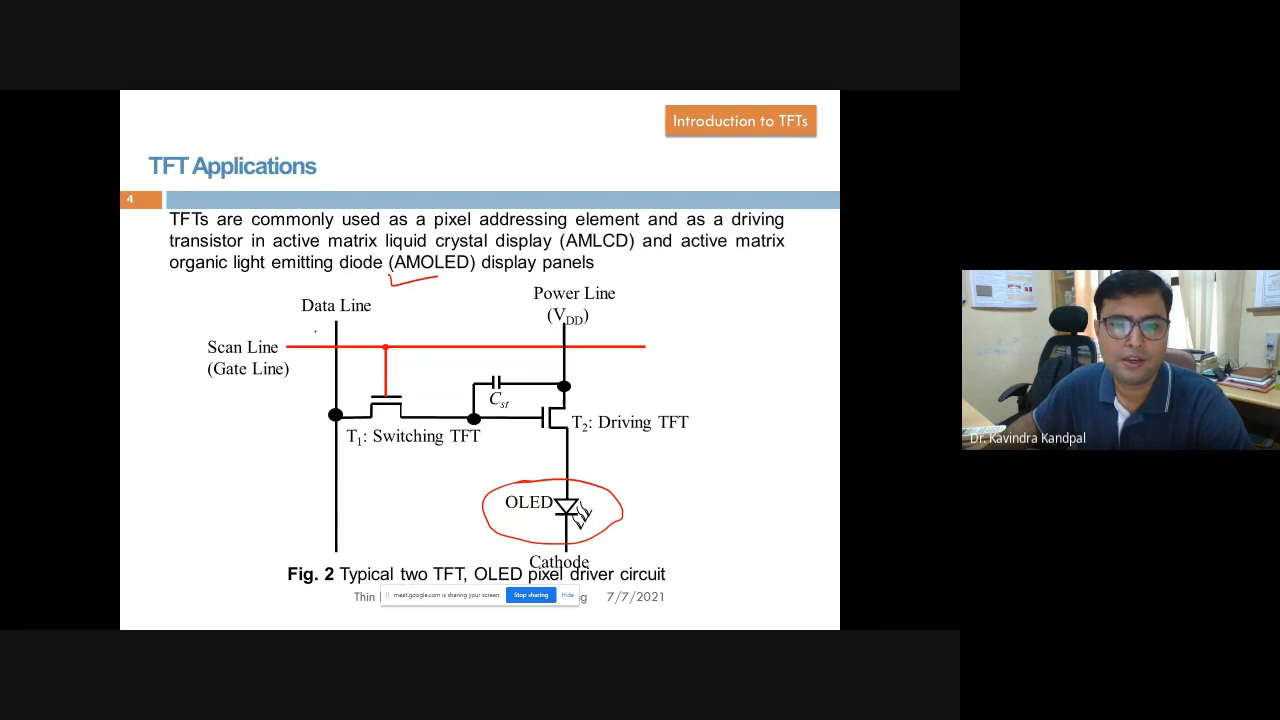 Introduction to TFTs
TFT Applications
4
TFTs are commonly used as a pixel addressing element and as a driving
transistor in active matrix liquid crystal display (AMLCD) and active matrix
organic light emitting diode (AMOLED) display panels
Data Line
Power Line
(VDD)
Scan Line
(Gate Line)
Cst
T1: Switching TFT
T2: Driving TFT
OLED
Cathode
Fig. 2 Typical two TFT, OLED pixel driver circuit
Thin
meet.google.com is sharing your screen.
Stop sharing
Hide
g
7/7/2021
Dr. Kavindra Kandpal